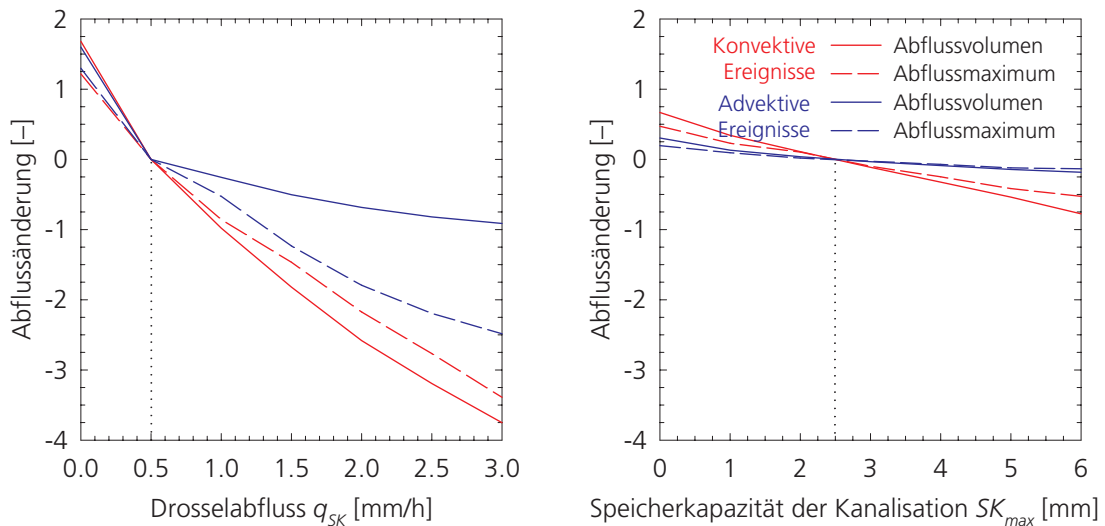 Abflussänderung [–]
2
1
0
-1
-2
-3
-4
0.0 0.5 1.0 1.5 2.0 2.5 3.0
Drosselabfluss q_SK [mm/h]
Abflussänderung [–]
2
1
0
-1
-2
-3
-4
Konvektive Abflussvolumen
Ereignisse Abflussmaximum
Advektive Abflussvolumen
Ereignisse Abflussmaximum
0 1 2 3 4 5 6
Speicherkapazität der Kanalisation SK_max [mm]